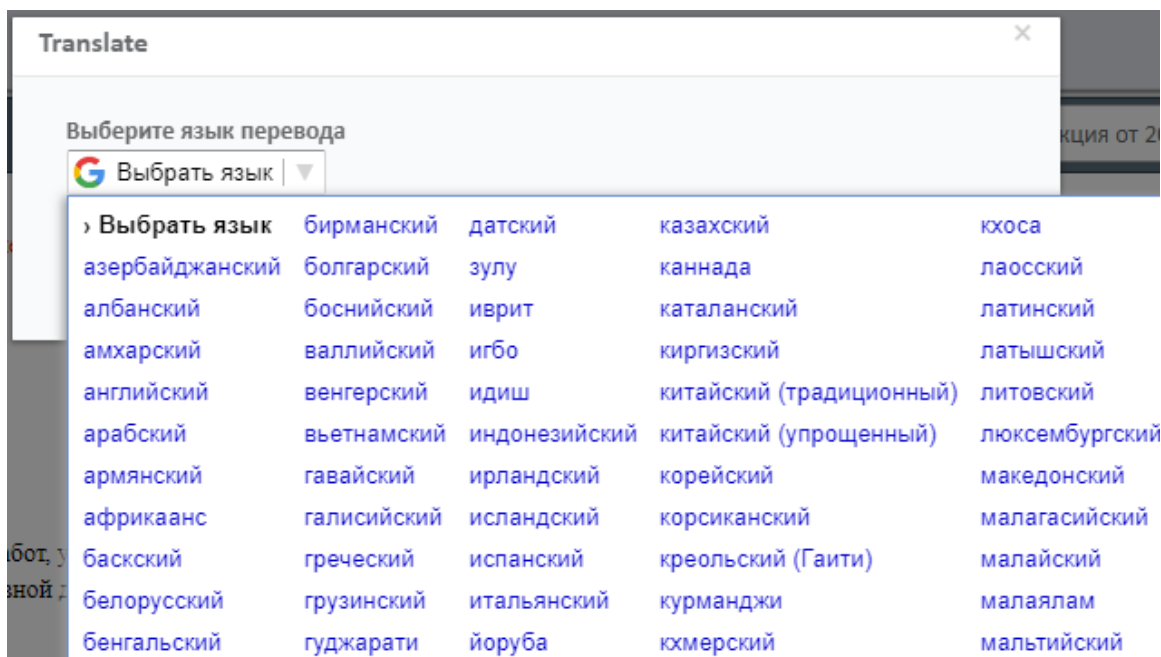 Translate ×
Выберите язык перевода
кция от 20
Выбрать язык
› Выбрать язык бирманский датский казахский кхоса
азербайджанский болгарский зулу каннада лаосский
албанский боснийский иврит каталанский латинский
амхарский валлийский игбо киргизский латышский
английский венгерский идиш китайский (традиционный) литовский
арабский вьетнамский индонезийский китайский (упрощенный) люксембургский
армянский гавайский ирландский корейский македонский
африкаанс галисийский исландский корсиканский малагасийский
баскский греческий испанский креольский (Гаити) малайский
белорусский грузинский итальянский курманджи малаялам
бенгальский гуджарати йоруба кхмерский мальтийский